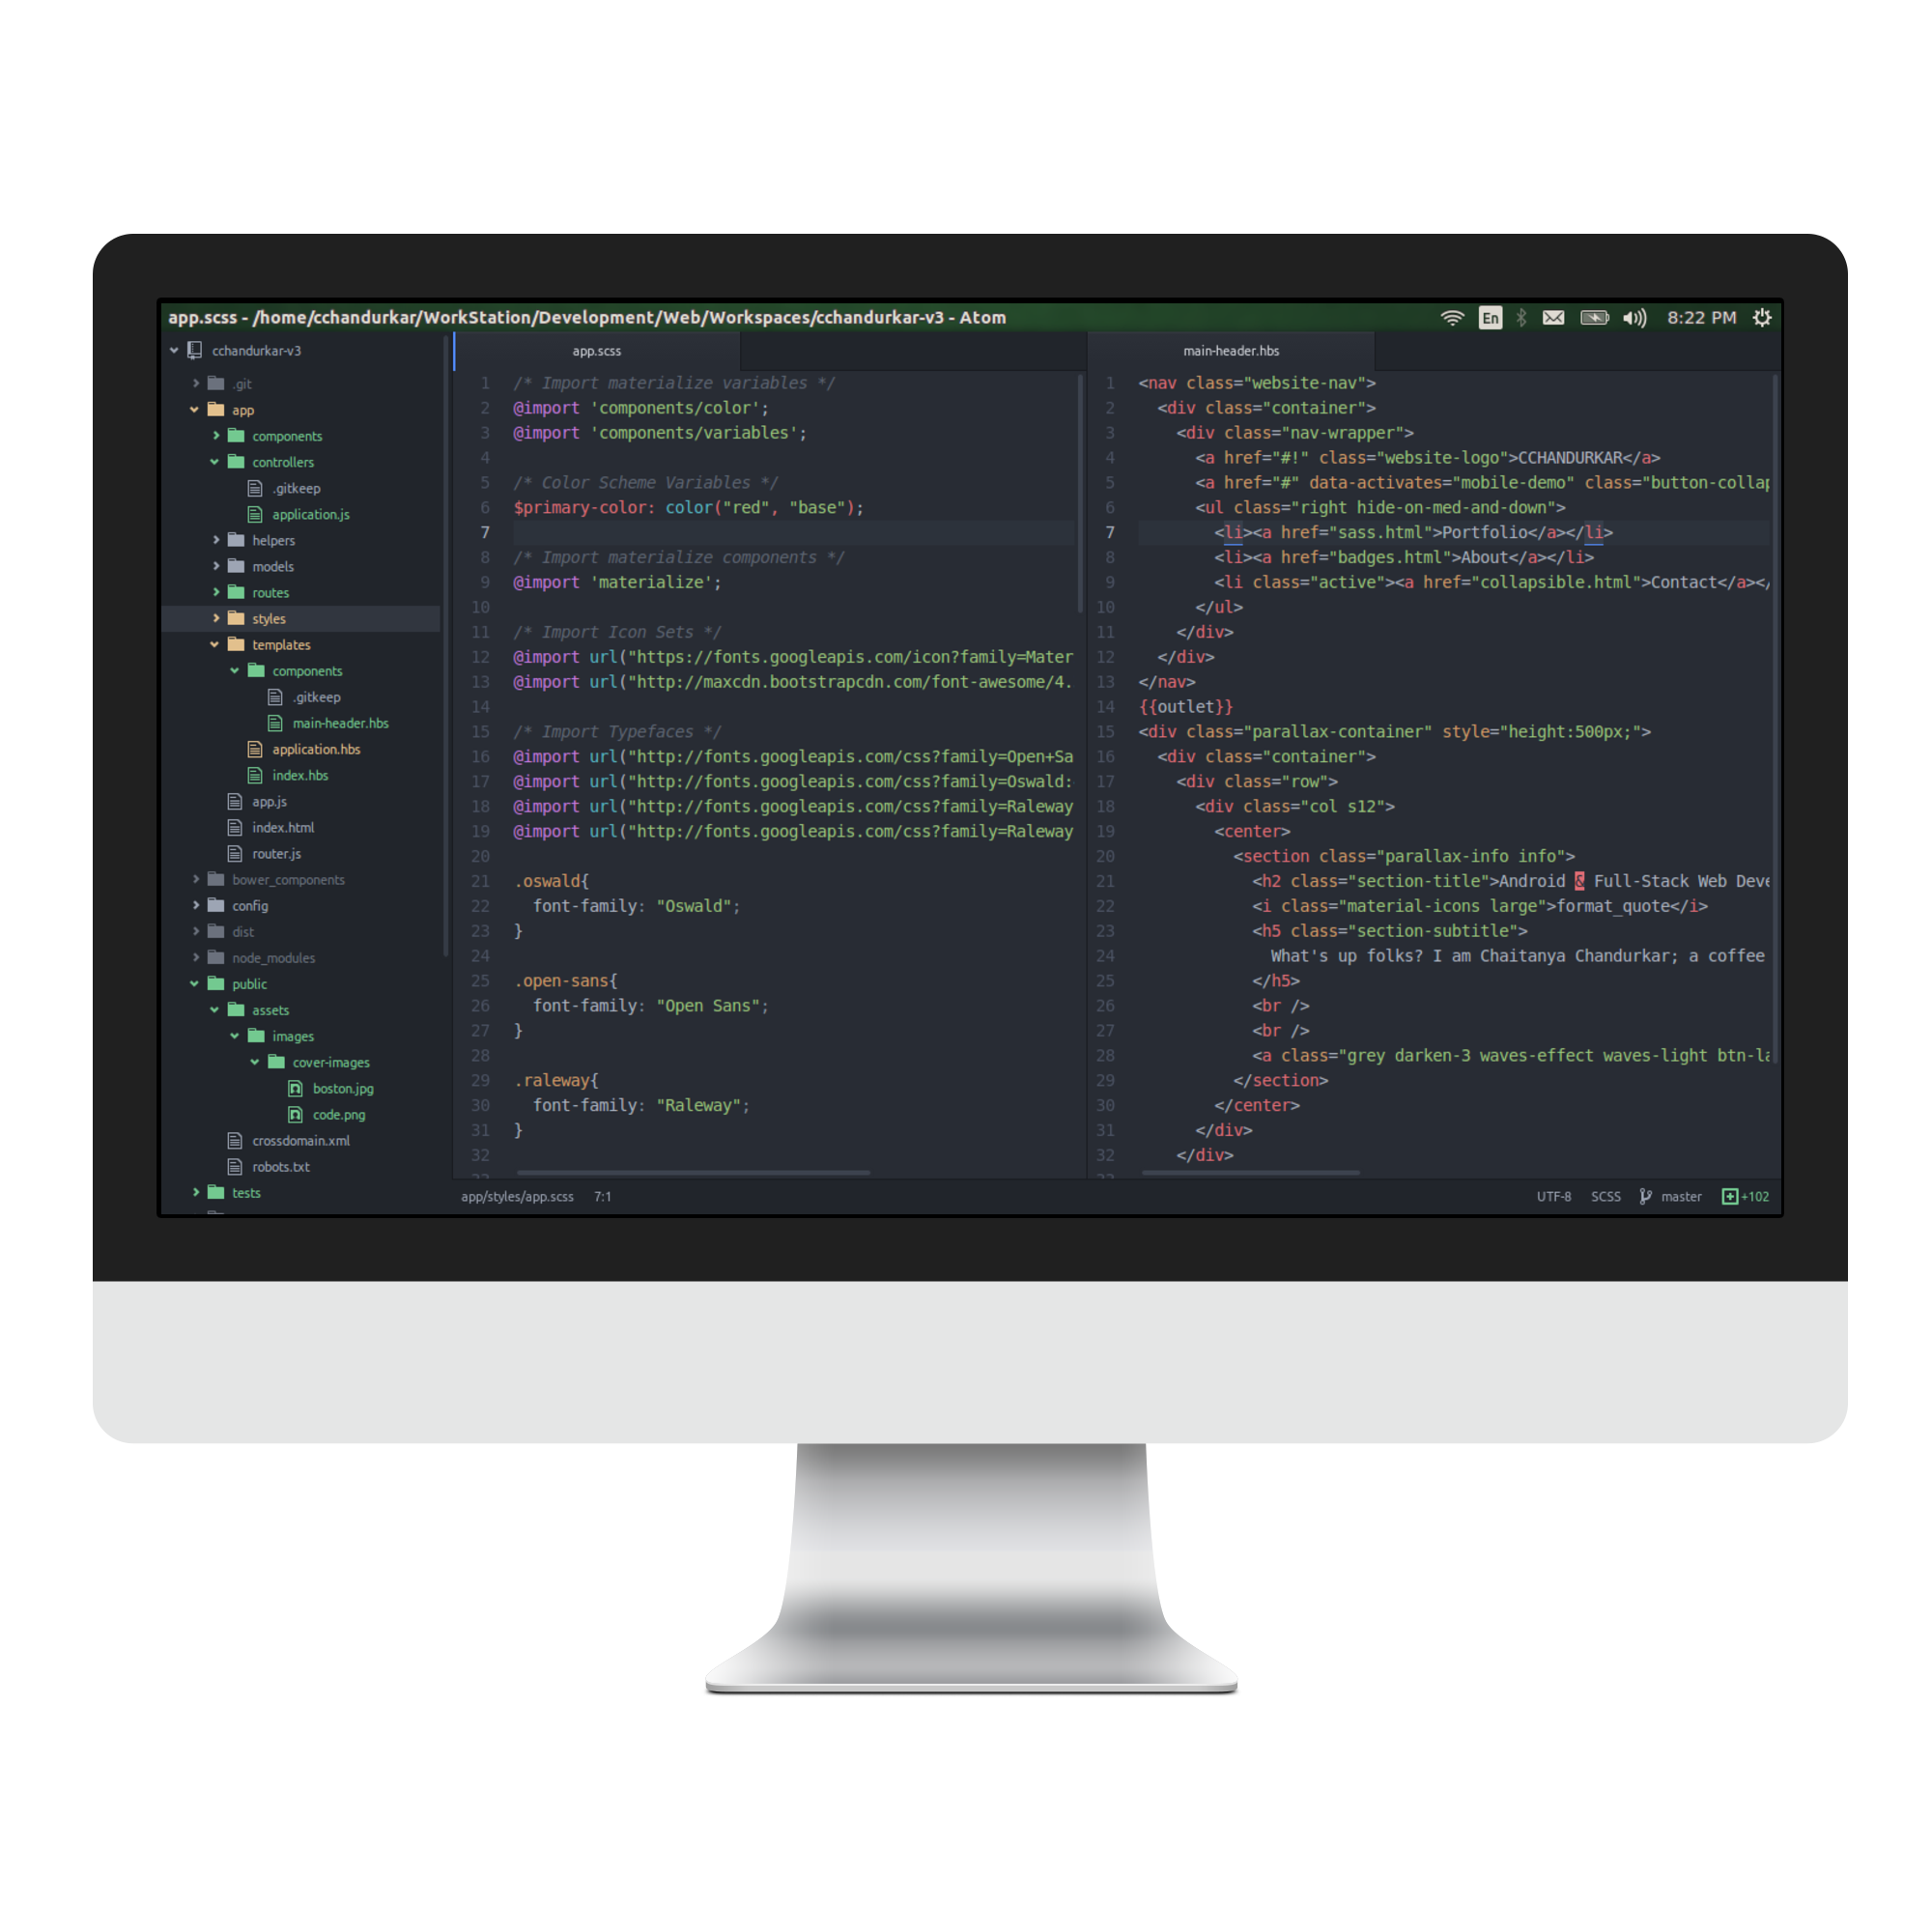 app.scss - /home/cchandurkar/WorkStation/Development/Web/Workspaces/cchandurkar-v3 - Atom
En
8:22 PM
cchandurkar-v3
.git
app
components
controllers
.gitkeep
application.js
helpers
models
routes
styles
templates
components
.gitkeep
main-header.hbs
application.hbs
index.hbs
app.js
index.html
router.js
bower_components
config
dist
node_modules
public
assets
images
cover-images
boston.jpg
code.png
crossdomain.xml
robots.txt
tests
app.scss
1 /* Import materialize variables */
2 @import 'components/color';
3 @import 'components/variables';
4
5 /* Color Scheme Variables */
6 $primary-color: color("red", "base");
7
8 /* Import materialize components */
9 @import 'materialize';
10
11 /* Import Icon Sets */
12 @import url("https://fonts.googleapis.com/icon?family=Mater
13 @import url("http://maxcdn.bootstrapcdn.com/font-awesome/4.
14
15 /* Import Typefaces */
16 @import url("http://fonts.googleapis.com/css?family=Open+Sa
17 @import url("http://fonts.googleapis.com/css?family=Oswald:
18 @import url("http://fonts.googleapis.com/css?family=Raleway
19 @import url("http://fonts.googleapis.com/css?family=Raleway
20
21 .oswald{
22 font-family: "Oswald";
23 }
24
25 .open-sans{
26 font-family: "Open Sans";
27 }
28
29 .raleway{
30 font-family: "Raleway";
31 }
32
main-header.hbs
1 <nav class="website-nav">
2 <div class="container">
3 <div class="nav-wrapper">
4 <a href="#!" class="website-logo">CCHANDURKAR</a>
5 <a href="#" data-activates="mobile-demo" class="button-collap
6 <ul class="right hide-on-med-and-down">
7 <li><a href="sass.html">Portfolio</a></li>
8 <li><a href="badges.html">About</a></li>
9 <li class="active"><a href="collapsible.html">Contact</a></
10 </ul>
11 </div>
12 </div>
13 </nav>
14 {{outlet}}
15 <div class="parallax-container" style="height:500px;">
16 <div class="container">
17 <div class="row">
18 <div class="col s12">
19 <center>
20 <section class="parallax-info info">
21 <h2 class="section-title">Android & Full-Stack Web Deve
22 <i class="material-icons large">format_quote</i>
23 <h5 class="section-subtitle">
24 What's up folks? I am Chaitanya Chandurkar; a coffee
25 </h5>
26 <br />
27 <br />
28 <a class="grey darken-3 waves-effect waves-light btn-la
29 </section>
30 </center>
31 </div>
32 </div>
app/styles/app.scss 7:1
UTF-8 SCSS master +102